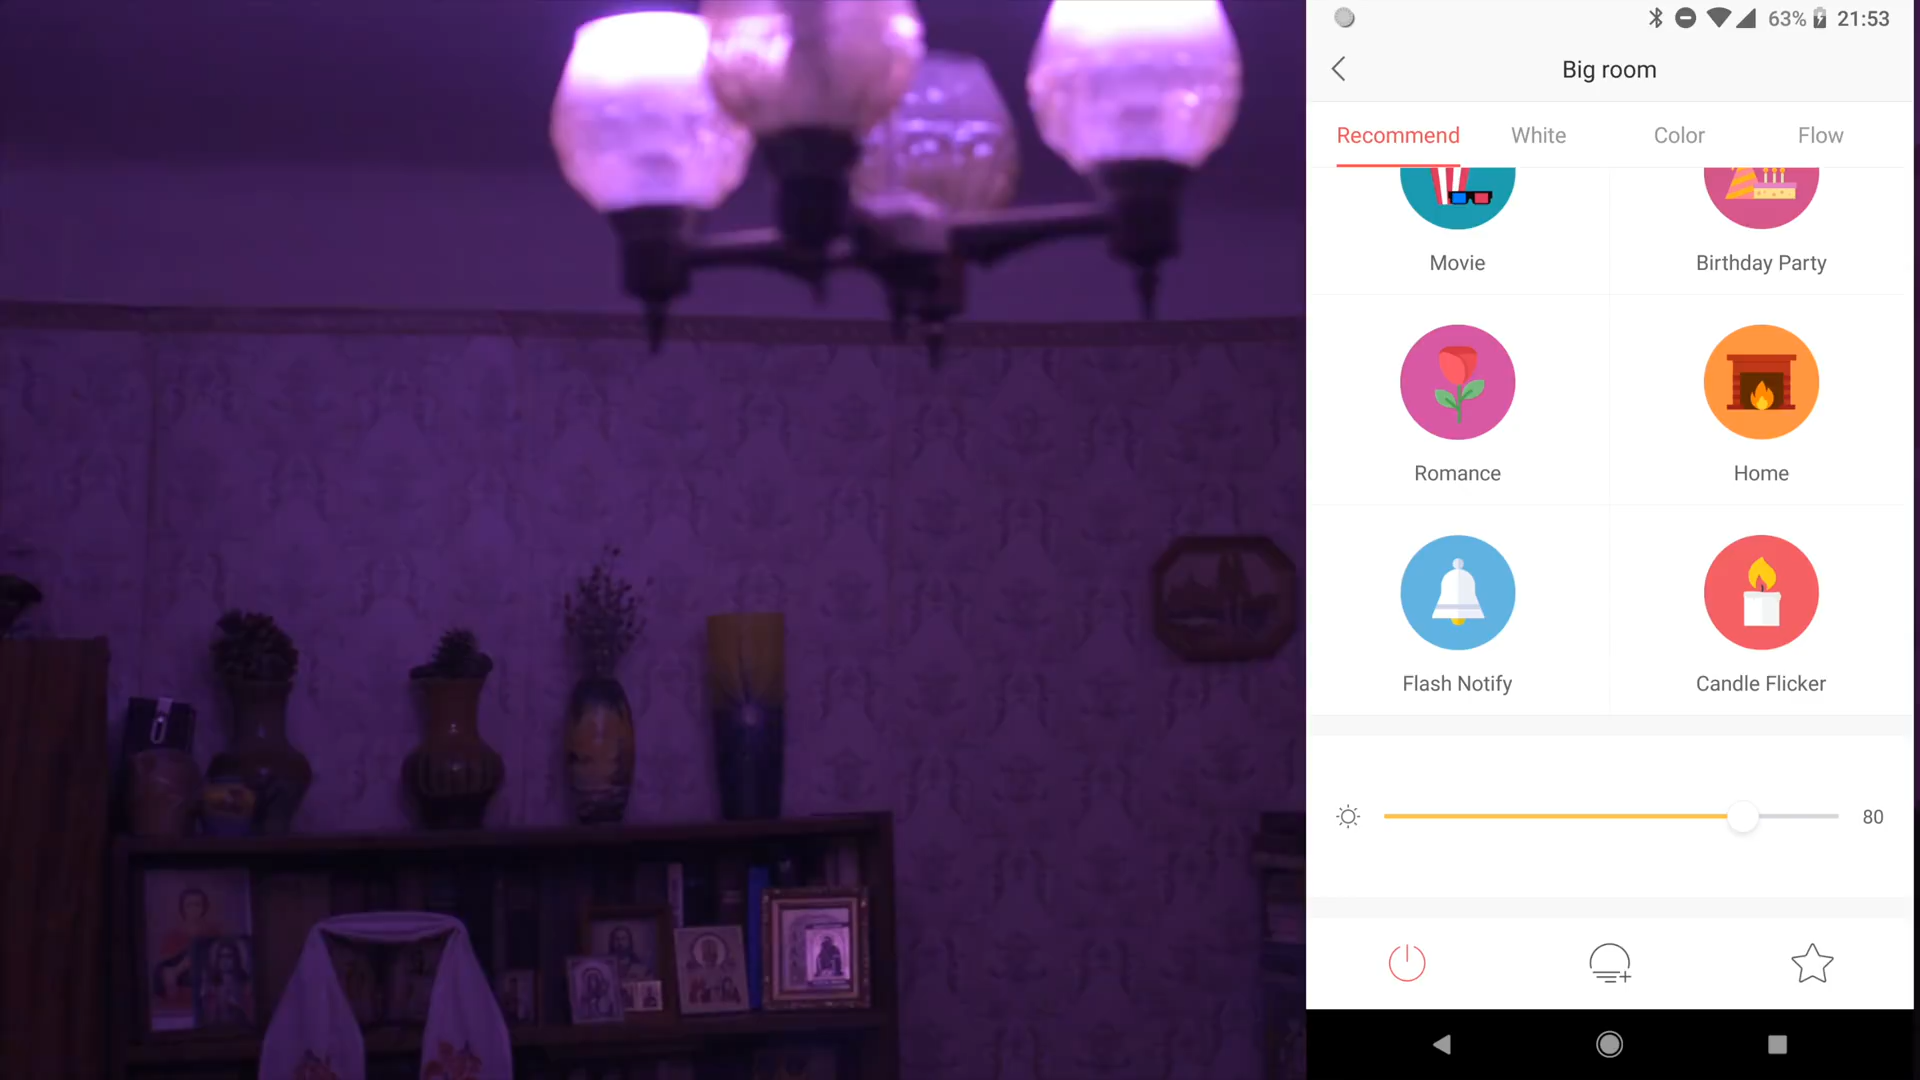 63% 21:53
Big room
Recommend White Color Flow
Movie Birthday Party
Romance Home
Flash Notify Candle Flicker
80